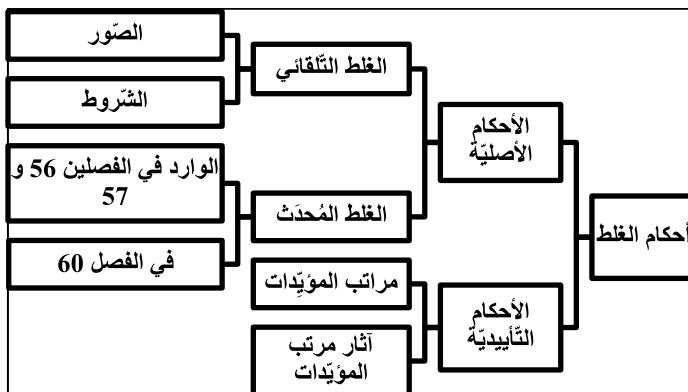 أحكام الغلط
الأحكام
الأصليّة
الغلط التّلقائي
الصّور
الشّروط
الغلط المُحدَث
الوارد في الفصلين 56 و
57
في الفصل 60
الأحكام
التّأييديّة
مراتب المؤيّدات
آثار مرتب
المؤيّدات